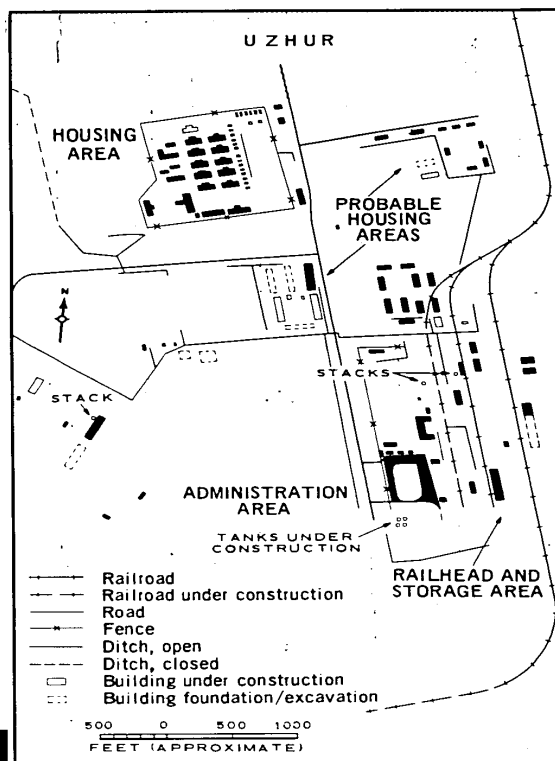 UZHUR
HOUSING
AREA
PROBABLE
HOUSING
AREAS
N
STACKS
STACK
ADMINISTRATION
AREA
TANKS UNDER
CONSTRUCTION
RAILHEAD AND
STORAGE AREA
Railroad
Railroad under construction
Road
Fence
Ditch, open
Ditch, closed
Building under construction
Building foundation/excavation
500 0 500 1000
FEET (APPROXIMATE)